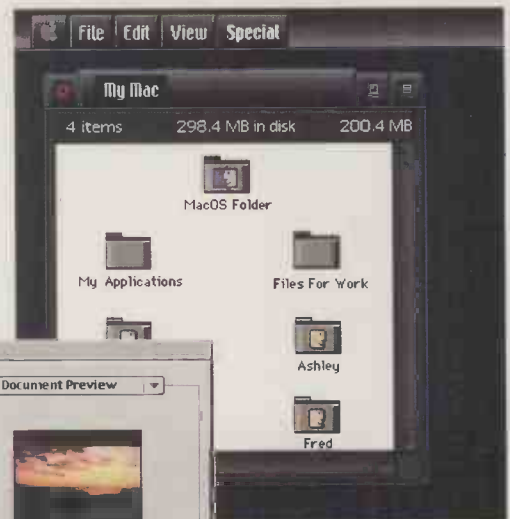 File Edit View Special
My Mac
4 items 298.4 MB in disk 200.4 MB
MacOS Folder
My Applications Files For Work
Ashley
Document Preview
Fred